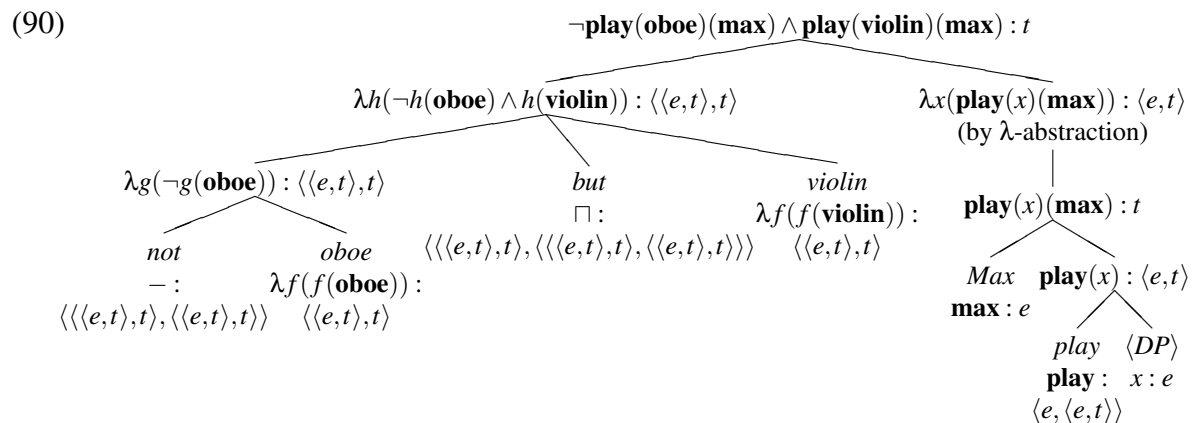 (90)
¬play(oboe)(max) ∧ play(violin)(max) : t
λh(¬h(oboe) ∧ h(violin)) : ⟨⟨e,t⟩,t⟩ λx(play(x)(max)) : ⟨e,t⟩
(by λ-abstraction)
λg(¬g(oboe)) : ⟨⟨e,t⟩,t⟩ but violin play(x)(max) : t
⊓ : λf(f(violin)) :
not oboe ⟨⟨⟨e,t⟩,t⟩,⟨⟨⟨e,t⟩,t⟩,⟨⟨e,t⟩,t⟩⟩⟩ ⟨⟨e,t⟩,t⟩
− : λf(f(oboe)) : Max play(x) : ⟨e,t⟩
⟨⟨⟨e,t⟩,t⟩,⟨⟨e,t⟩,t⟩⟩ ⟨⟨e,t⟩,t⟩ max : e
play ⟨DP⟩
play : x : e
⟨e,⟨e,t⟩⟩